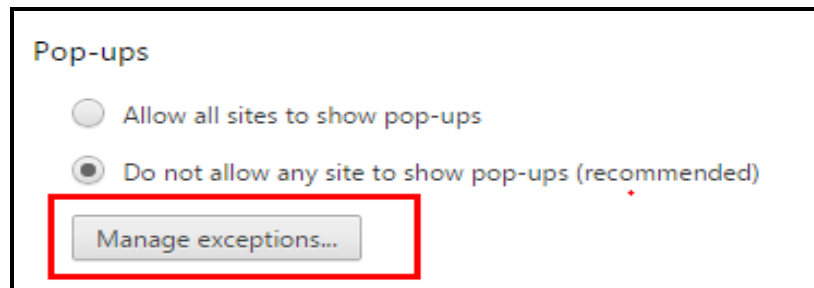 Pop-ups
Allow all sites to show pop-ups
Do not allow any site to show pop-ups (recommended)
Manage exceptions...